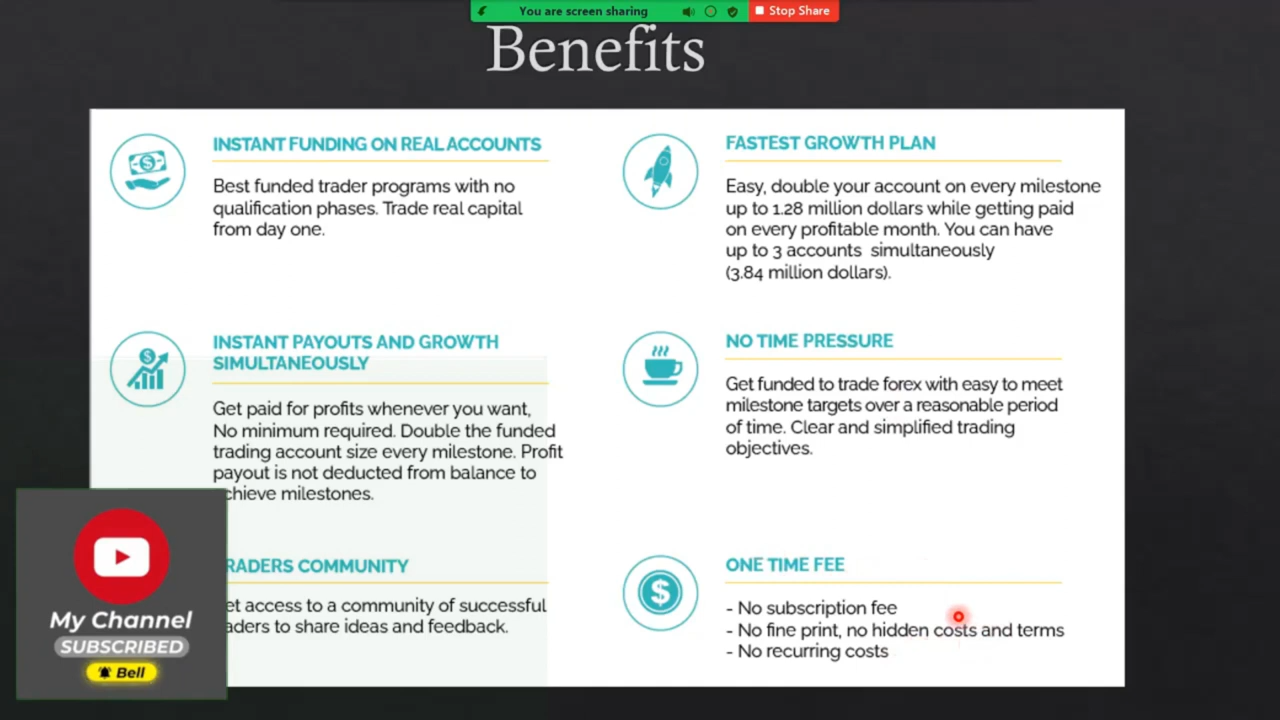 You are screen sharing
Stop Share
Benefits
INSTANT FUNDING ON REAL ACCOUNTS
Best funded trader programs with no
qualification phases. Trade real capital
from day one.
FASTEST GROWTH PLAN
Easy, double your account on every milestone
up to 1.28 million dollars while getting paid
on every profitable month. You can have
up to 3 accounts simultaneously
(3.84 million dollars).
INSTANT PAYOUTS AND GROWTH
SIMULTANEOUSLY
Get paid for profits whenever you want,
No minimum required. Double the funded
trading account size every milestone. Profit
payout is not deducted from balance to
chieve milestones.
NO TIME PRESSURE
Get funded to trade forex with easy to meet
milestone targets over a reasonable period
of time. Clear and simplified trading
objectives.
RADERS COMMUNITY
et access to a community of successful
aders to share ideas and feedback.
ONE TIME FEE
- No subscription fee
- No fine print, no hidden costs and terms
- No recurring costs
My Channel
SUBSCRIBED
Bell